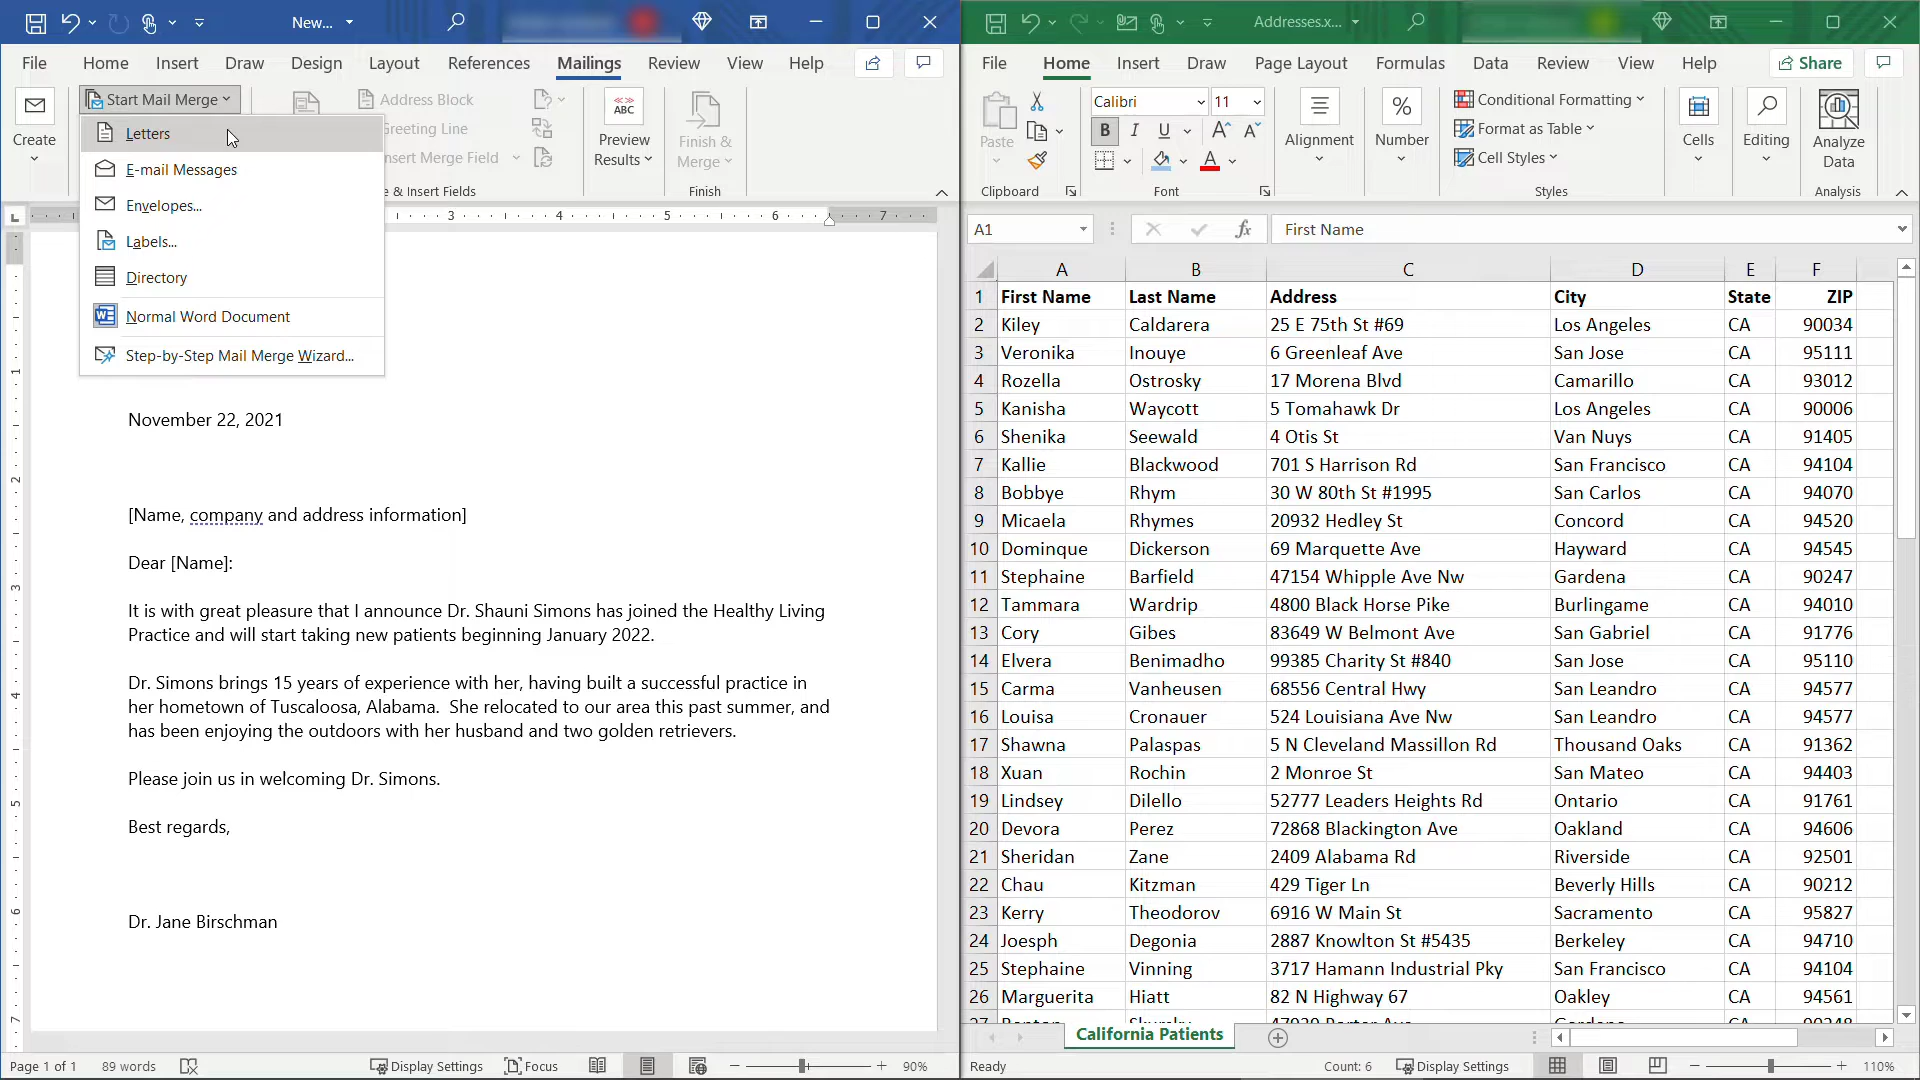 New...
File Home Insert Draw Design Layout References Mailings Review View Help
Create
Start Mail Merge
Letters
E-mail Messages
Envelopes...
Labels...
Directory
Normal Word Document
Step-by-Step Mail Merge Wizard...
Address Block
Greeting Line
Insert Merge Field
& Insert Fields
ABC
Preview
Results
Finish &
Merge
Finish
3 4 5 6 7
1
2
3
4
5
6
7
November 22, 2021
[Name, company and address information]
Dear [Name]:
It is with great pleasure that I announce Dr. Shauni Simons has joined the Healthy Living
Practice and will start taking new patients beginning January 2022.
Dr. Simons brings 15 years of experience with her, having built a successful practice in
her hometown of Tuscaloosa, Alabama.  She relocated to our area this past summer, and
has been enjoying the outdoors with her husband and two golden retrievers.
Please join us in welcoming Dr. Simons.
Best regards,
Dr. Jane Birschman
Page 1 of 1 89 words Display Settings Focus 90%
Addresses.x...
File Home Insert Draw Page Layout Formulas Data Review View Help Share
Paste
Clipboard
Calibri 11
B I U A A
A
Font
Alignment
%
Number
Conditional Formatting
Format as Table
Cell Styles
Styles
Cells
Editing
Analyze
Data
Analysis
A1 fx First Name
A B C D E F
1 First Name Last Name Address City State ZIP
2 Kiley Caldarera 25 E 75th St #69 Los Angeles CA 90034
3 Veronika Inouye 6 Greenleaf Ave San Jose CA 95111
4 Rozella Ostrosky 17 Morena Blvd Camarillo CA 93012
5 Kanisha Waycott 5 Tomahawk Dr Los Angeles CA 90006
6 Shenika Seewald 4 Otis St Van Nuys CA 91405
7 Kallie Blackwood 701 S Harrison Rd San Francisco CA 94104
8 Bobbye Rhym 30 W 80th St #1995 San Carlos CA 94070
9 Micaela Rhymes 20932 Hedley St Concord CA 94520
10 Dominque Dickerson 69 Marquette Ave Hayward CA 94545
11 Stephaine Barfield 47154 Whipple Ave Nw Gardena CA 90247
12 Tammara Wardrip 4800 Black Horse Pike Burlingame CA 94010
13 Cory Gibes 83649 W Belmont Ave San Gabriel CA 91776
14 Elvera Benimadho 99385 Charity St #840 San Jose CA 95110
15 Carma Vanheusen 68556 Central Hwy San Leandro CA 94577
16 Louisa Cronauer 524 Louisiana Ave Nw San Leandro CA 94577
17 Shawna Palaspas 5 N Cleveland Massillon Rd Thousand Oaks CA 91362
18 Xuan Rochin 2 Monroe St San Mateo CA 94403
19 Lindsey Dilello 52777 Leaders Heights Rd Ontario CA 91761
20 Devora Perez 72868 Blackington Ave Oakland CA 94606
21 Sheridan Zane 2409 Alabama Rd Riverside CA 92501
22 Chau Kitzman 429 Tiger Ln Beverly Hills CA 90212
23 Kerry Theodorov 6916 W Main St Sacramento CA 95827
24 Joesph Degonia 2887 Knowlton St #5435 Berkeley CA 94710
25 Stephaine Vinning 3717 Hamann Industrial Pky San Francisco CA 94104
26 Marguerita Hiatt 82 N Highway 67 Oakley CA 94561
California Patients
Ready Count: 6 Display Settings 110%